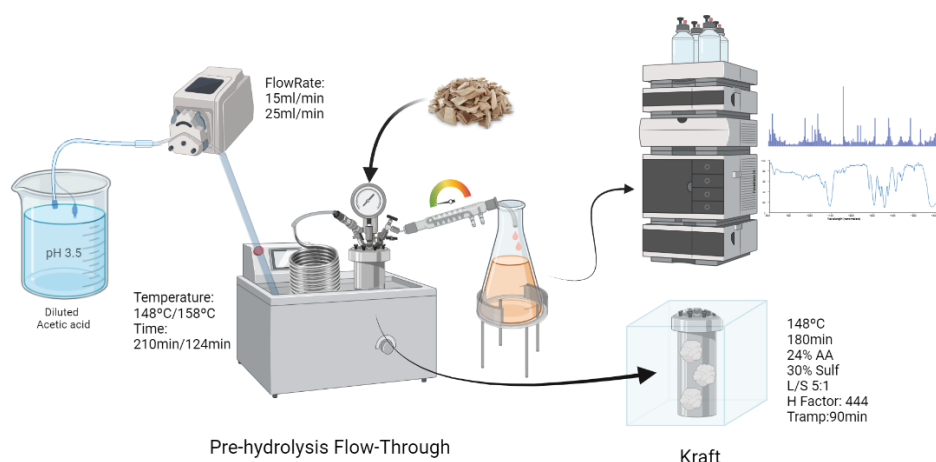 FlowRate:
15ml/min
25ml/min
pH 3.5
Diluted
Acetic acid
Temperature:
148ºC/158ºC
Time:
210min/124min
148ºC
180min
24% AA
30% Sulf
L/S 5:1
H Factor: 444
Tramp:90min
Pre-hydrolysis Flow-Through
Kraft